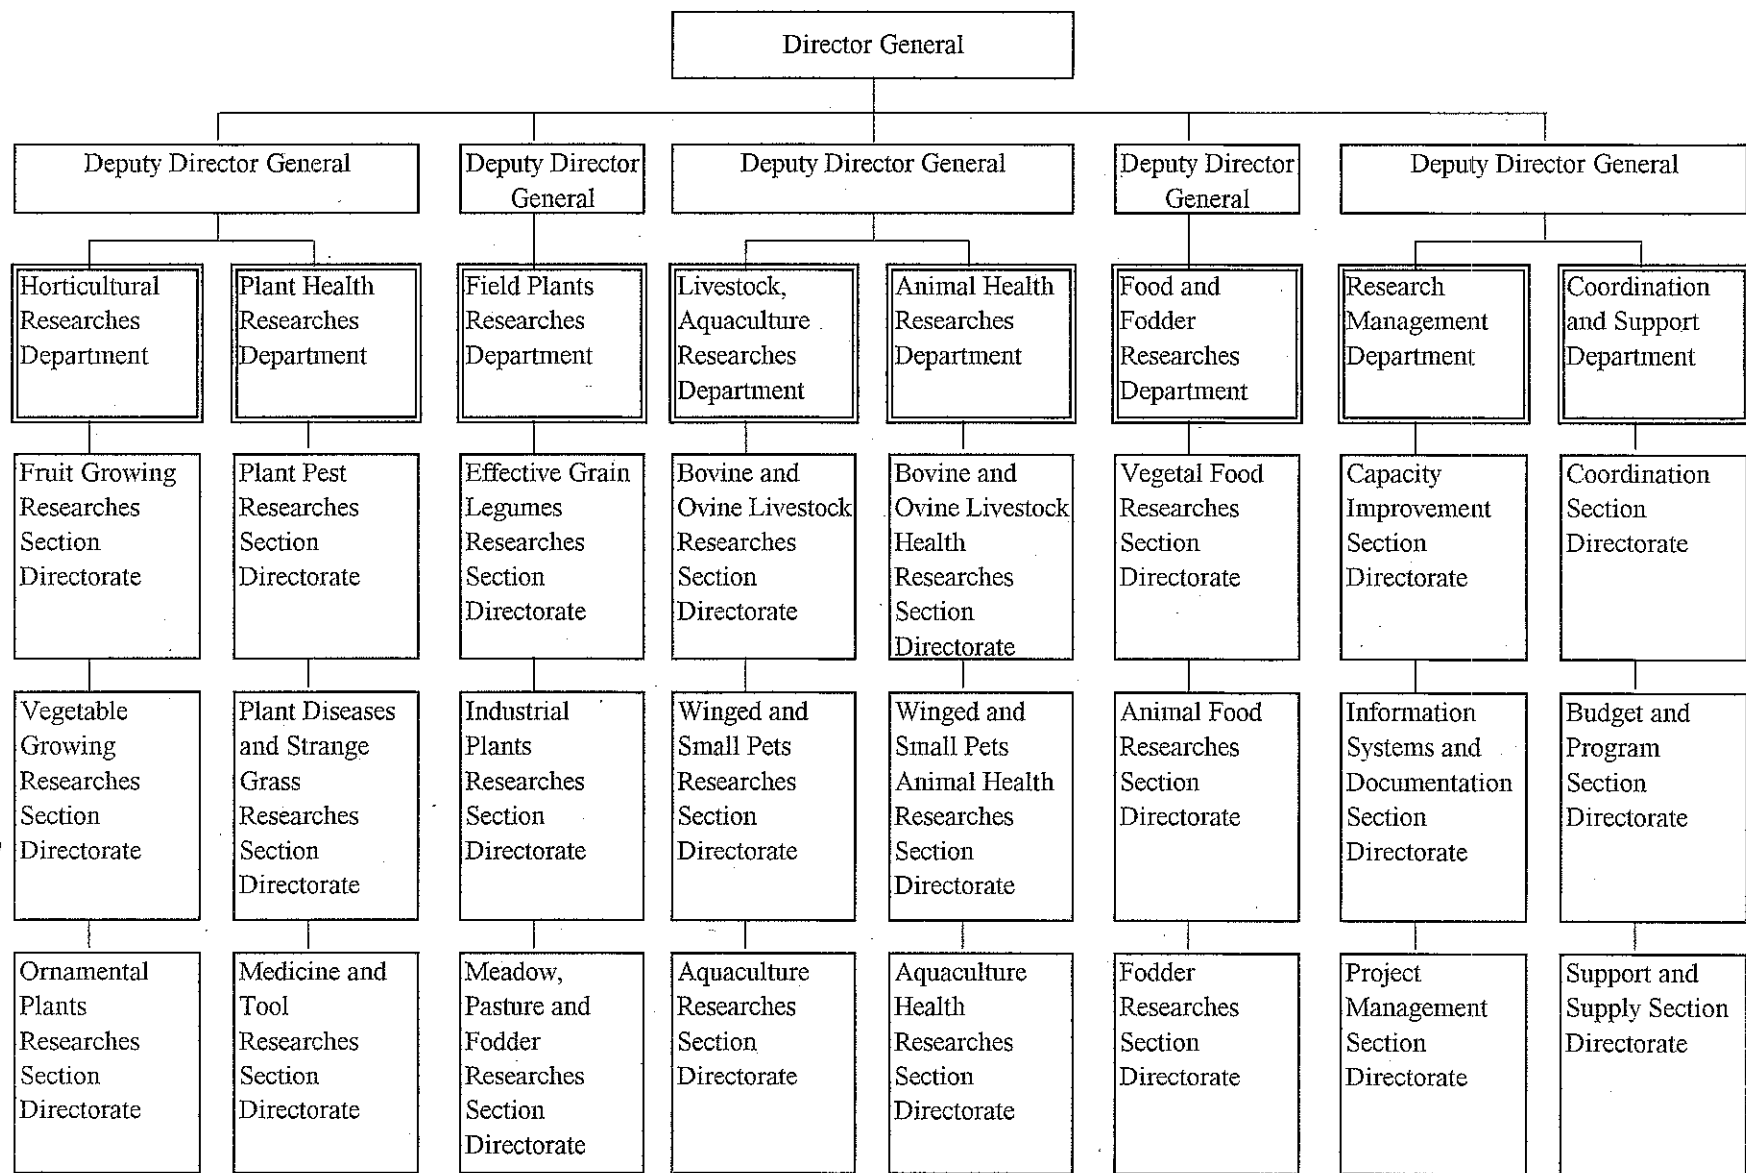 Director General
Deputy Director General
Deputy Director
General
Deputy Director General
Deputy Director
General
Deputy Director General
Horticultural
Researches
Department
Plant Health
Researches
Department
Field Plants
Researches
Department
Livestock,
Aquaculture
Researches
Department
Animal Health
Researches
Department
Food and
Fodder
Researches
Department
Research
Management
Department
Coordination
and Support
Department
Fruit Growing
Researches
Section
Directorate
Plant Pest
Researches
Section
Directorate
Effective Grain
Legumes
Researches
Section
Directorate
Bovine and
Ovine Livestock
Researches
Section
Directorate
Bovine and
Ovine Livestock
Health
Researches
Section
Directorate
Vegetal Food
Researches
Section
Directorate
Capacity
Improvement
Section
Directorate
Coordination
Section
Directorate
Vegetable
Growing
Researches
Section
Directorate
Plant Diseases
and Strange
Grass
Researches
Section
Directorate
Industrial
Plants
Researches
Section
Directorate
Winged and
Small Pets
Researches
Section
Directorate
Winged and
Small Pets
Animal Health
Researches
Section
Directorate
Animal Food
Researches
Section
Directorate
Information
Systems and
Documentation
Section
Directorate
Budget and
Program
Section
Directorate
Ornamental
Plants
Researches
Section
Directorate
Medicine and
Tool
Researches
Section
Directorate
Meadow,
Pasture and
Fodder
Researches
Section
Directorate
Aquaculture
Researches
Section
Directorate
Aquaculture
Health
Researches
Section
Directorate
Fodder
Researches
Section
Directorate
Project
Management
Section
Directorate
Support and
Supply Section
Directorate